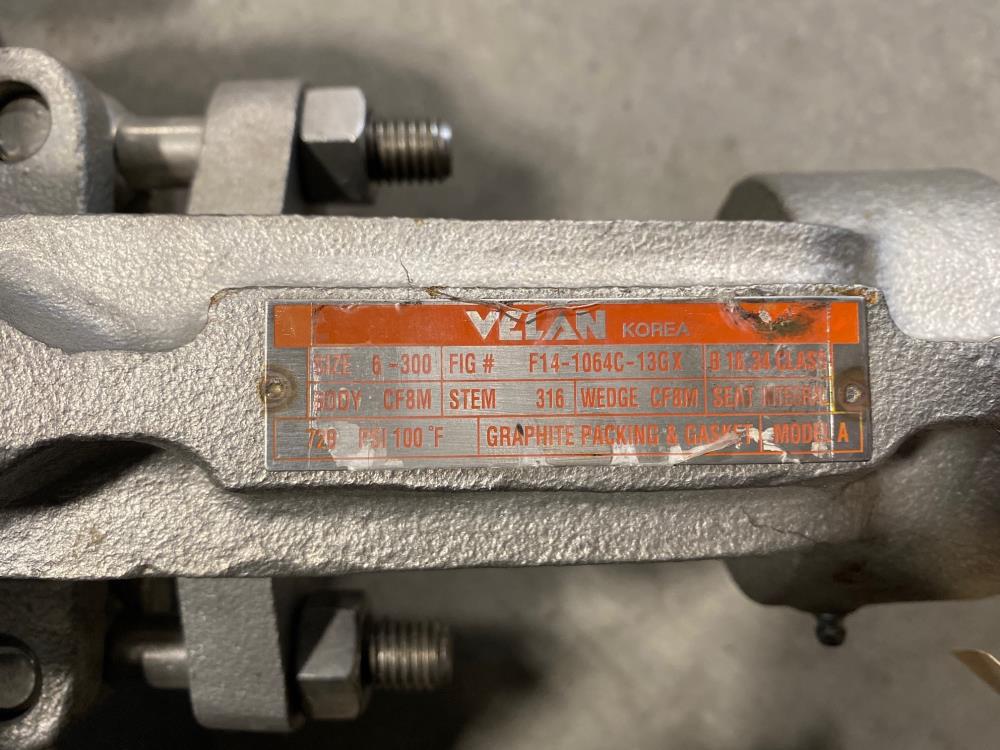 VELAN KOREA
SIZE 6-300 FIG # F14-1064C-13GX B 16.34 CLASS
BODY CF8M STEM 316 WEDGE CF8M SEAT INTEGRAL
720 PSI 100 °F GRAPHITE PACKING & GASKET MODEL A